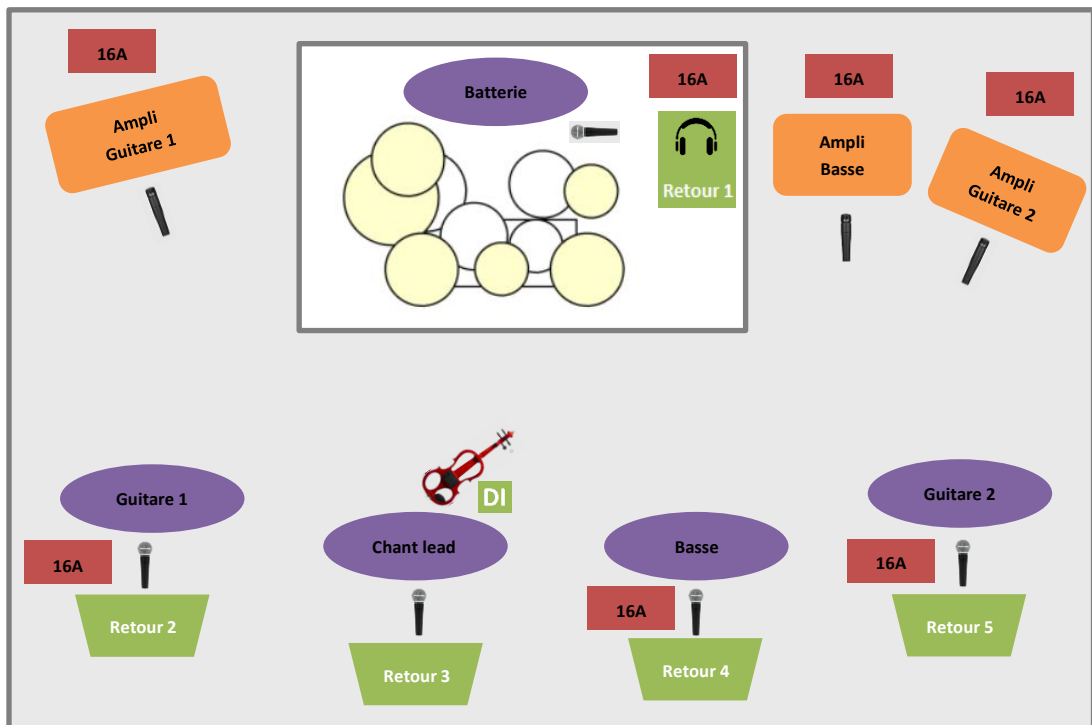 16A
Ampli
Guitare 1
Batterie
16A
Retour 1
16A
Ampli
Basse
16A
Ampli
Guitare 2
DI
Guitare 1
16A
Retour 2
Chant lead
Retour 3
Basse
16A
Retour 4
Guitare 2
16A
Retour 5